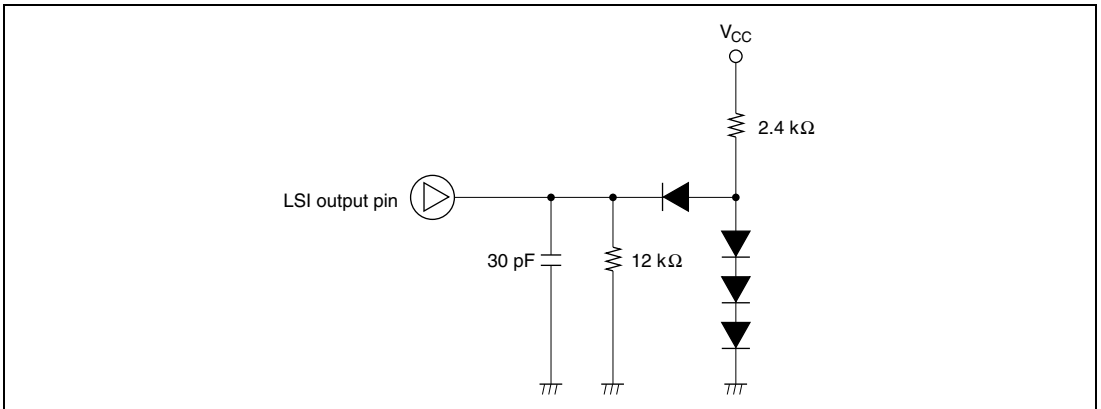 VCC
2.4 kΩ
LSI output pin
30 pF
12 kΩ